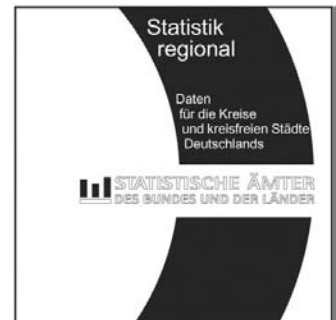 Statistik
regional
Daten
für die Kreise
und kreisfreien Städte
Deutschlands
STATISTISCHE ÄMTER
DES BUNDES UND DER LÄNDER